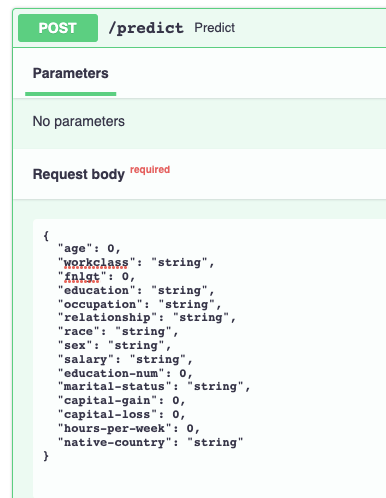 POST /predict Predict
Parameters
No parameters
Request body required
{
"age": 0,
"workclass": "string",
"fnlgt": 0,
"education": "string",
"occupation": "string",
"relationship": "string",
"race": "string",
"sex": "string",
"salary": "string",
"education-num": 0,
"marital-status": "string",
"capital-gain": 0,
"capital-loss": 0,
"hours-per-week": 0,
"native-country": "string"
}